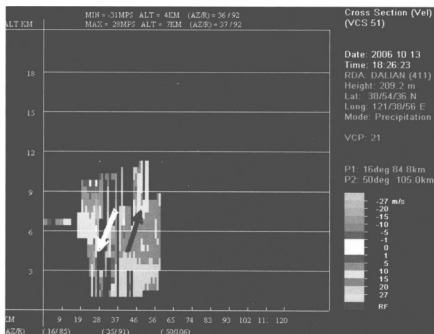 MIN = -31MPS ALT = 4KM (AZ/R) = 36/92
MAX = 28MPS ALT = 7KM (AZ/R) = 37/92
ALT KM
18
15
12
9
6
3
KM 9 19 28 37 46 56 65 74 83 93 102 111 120
AZ/R) (16/85) (35/91) (50/106)
Cross Section (Vel)
(VCS 51)
Date: 2006 10 13
Time: 18:26:23
RDA: DALIAN (411)
Height: 209.2 m
Lat: 38/54/36 N
Long: 121/38/56 E
Mode: Precipitation
VCP: 21
P1: 16deg 84.8km
P2: 50deg 105.0km
-27 m/s
-20
-15
-10
-5
-1
0
1
5
10
15
20
27
RF